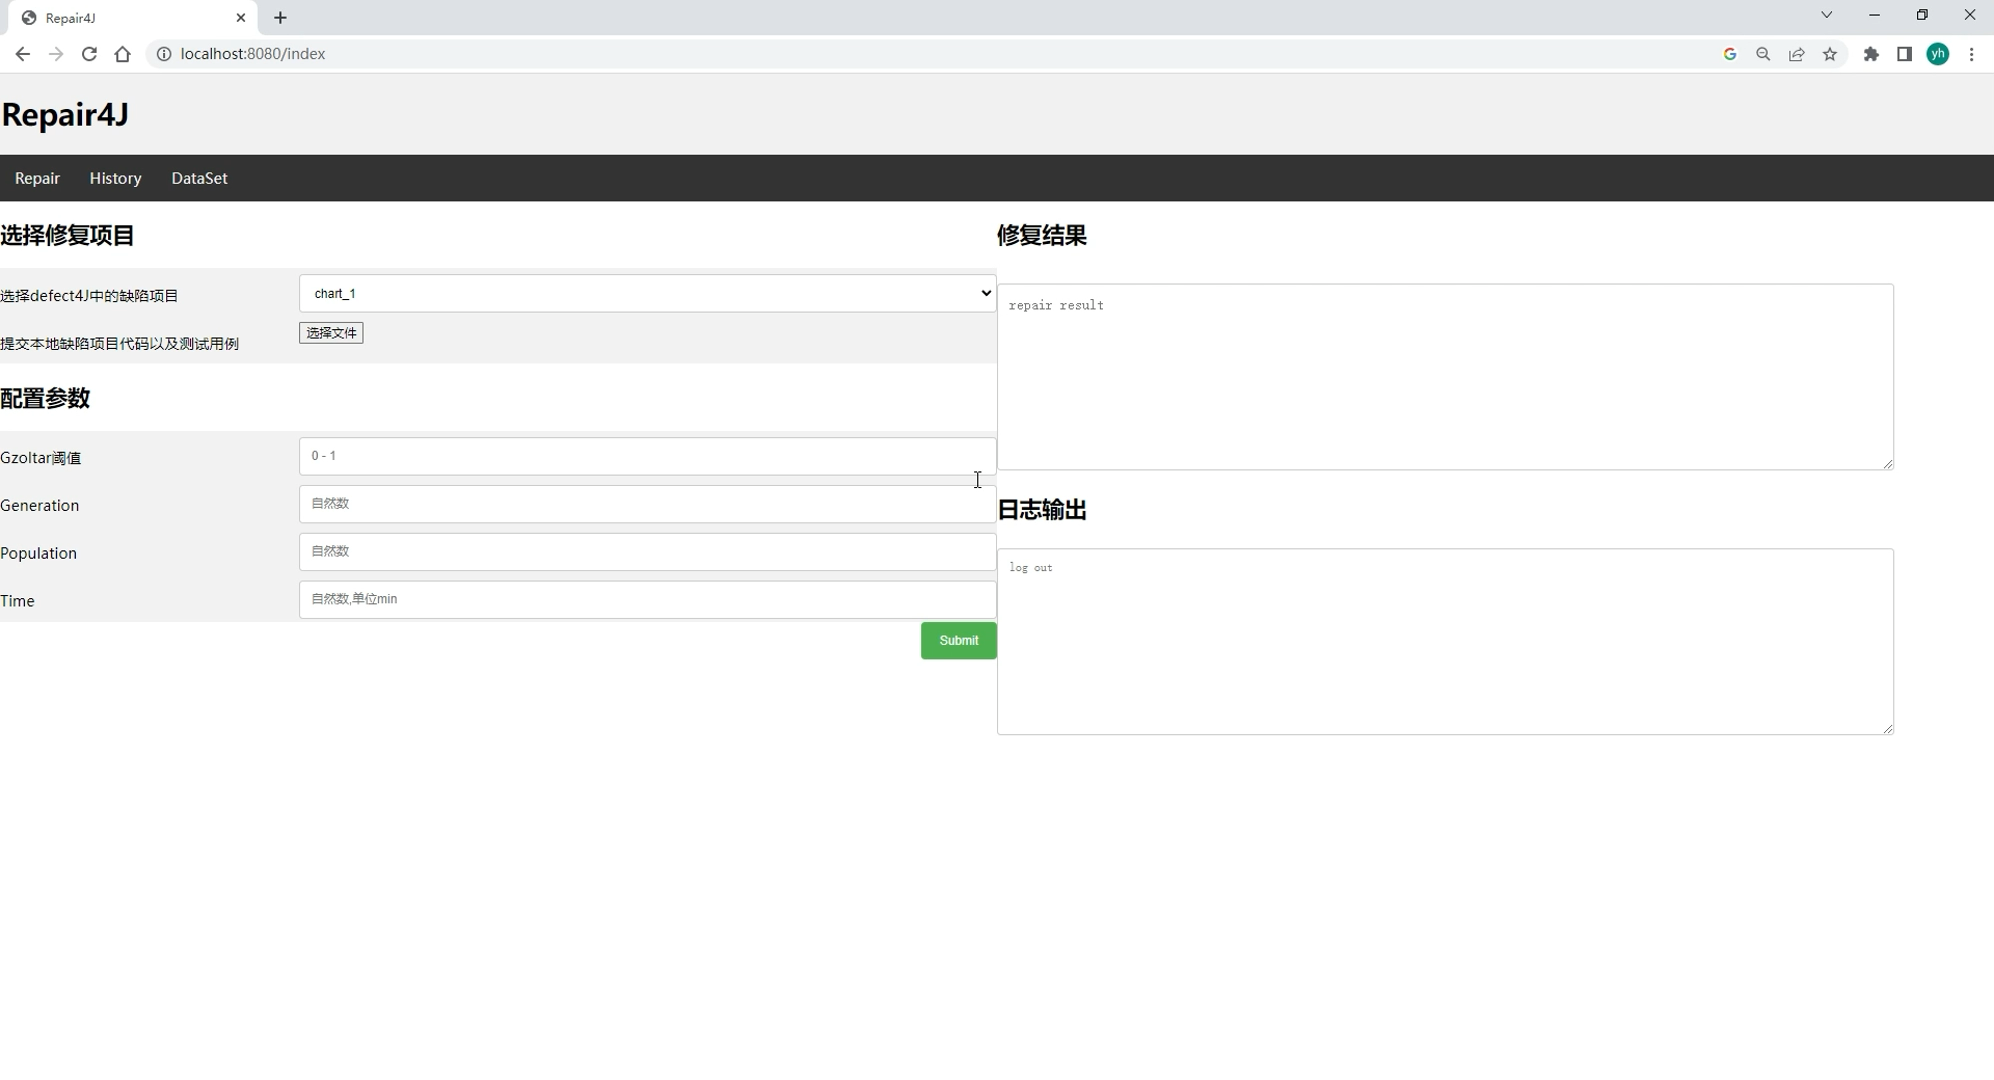 Repair4J
localhost:8080/index
yh
Repair4J
Repair
History
DataSet
选择修复项目
选择defect4J中的缺陷项目
chart_1
提交本地缺陷项目代码以及测试用例
选择文件
配置参数
Gzoltar阈值
0 - 1
Generation
自然数
Population
自然数
Time
自然数,单位min
Submit
修复结果
repair result
日志输出
log out